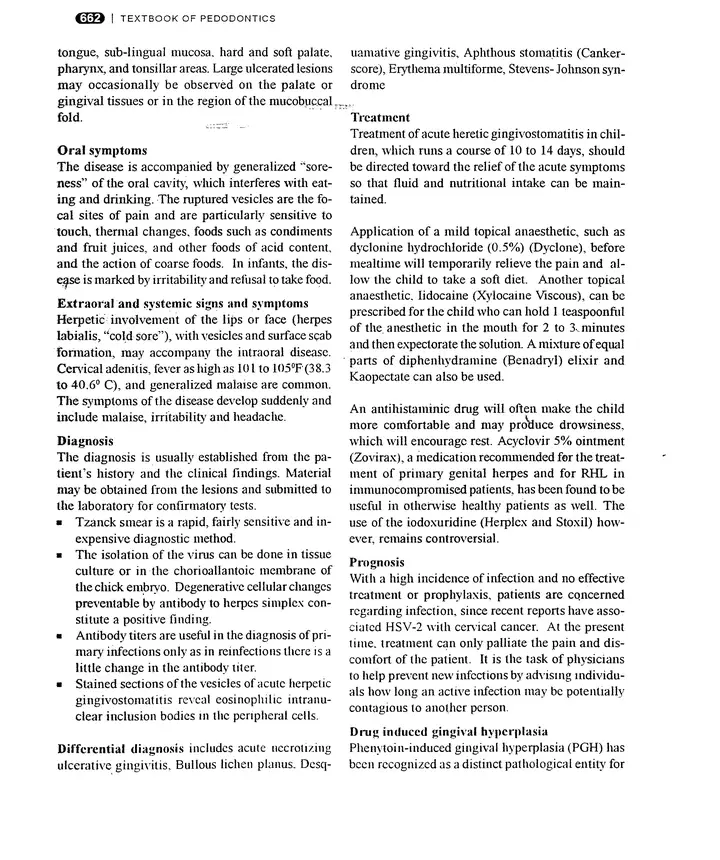 662 | TEXTBOOK OF PEDODONTICS
tongue, sub-lingual mucosa, hard and soft palate,
pharynx, and tonsillar areas. Large ulcerated lesions
may occasionally be observed on the palate or
gingival tissues or in the region of the mucobuccal
fold.
Oral symptoms
The disease is accompanied by generalized “sore-
ness” of the oral cavity, which interferes with eat-
ing and drinking. The ruptured vesicles are the fo-
cal sites of pain and are particularly sensitive to
touch, thermal changes, foods such as condiments
and fruit juices, and other foods of acid content,
and the action of coarse foods. In infants, the dis-
ease is marked by irritability and refusal to take food.
Extraoral and systemic signs and symptoms
Herpetic involvement of the lips or face (herpes
labialis, “cold sore”), with vesicles and surface scab
formation, may accompany the intraoral disease.
Cervical adenitis, fever as high as 101 to 105⁰F (38.3
to 40.6⁰ C), and generalized malaise are common.
The symptoms of the disease develop suddenly and
include malaise, irritability and headache.
Diagnosis
The diagnosis is usually established from the pa-
tient's history and the clinical findings. Material
may be obtained from the lesions and submitted to
the laboratory for confirmatory tests.
▪ Tzanck smear is a rapid, fairly sensitive and in-
expensive diagnostic method.
▪ The isolation of the virus can be done in tissue
culture or in the chorioallantoic membrane of
the chick embryo. Degenerative cellular changes
preventable by antibody to herpes simplex con-
stitute a positive finding.
▪ Antibody titers are useful in the diagnosis of pri-
mary infections only as in reinfections there is a
little change in the antibody titer.
▪ Stained sections of the vesicles of acute herpetic
gingivostomatitis reveal eosinophilic intranu-
clear inclusion bodies in the peripheral cells.
Differential diagnosis includes acute necrotizing
ulcerative gingivitis, Bullous lichen planus. Desq-
uamative gingivitis, Aphthous stomatitis (Canker-
score), Erythema multiforme, Stevens- Johnson syn-
drome
Treatment
Treatment of acute heretic gingivostomatitis in chil-
dren, which runs a course of 10 to 14 days, should
be directed toward the relief of the acute symptoms
so that fluid and nutritional intake can be main-
tained.
Application of a mild topical anaesthetic, such as
dyclonine hydrochloride (0.5%) (Dyclone), before
mealtime will temporarily relieve the pain and al-
low the child to take a soft diet. Another topical
anaesthetic, lidocaine (Xylocaine Viscous), can be
prescribed for the child who can hold 1 teaspoonful
of the anesthetic in the mouth for 2 to 3 minutes
and then expectorate the solution. A mixture of equal
parts of diphenhydramine (Benadryl) elixir and
Kaopectate can also be used.
An antihistaminic drug will often make the child
more comfortable and may produce drowsiness,
which will encourage rest. Acyclovir 5% ointment
(Zovirax), a medication recommended for the treat-
ment of primary genital herpes and for RHL in
immunocompromised patients, has been found to be
useful in otherwise healthy patients as well. The
use of the iodoxuridine (Herplex and Stoxil) how-
ever, remains controversial.
Prognosis
With a high incidence of infection and no effective
treatment or prophylaxis, patients are concerned
regarding infection, since recent reports have asso-
ciated HSV-2 with cervical cancer. At the present
time, treatment can only palliate the pain and dis-
comfort of the patient. It is the task of physicians
to help prevent new infections by advising individu-
als how long an active infection may be potentially
contagious to another person.
Drug induced gingival hyperplasia
Phenytoin-induced gingival hyperplasia (PGH) has
been recognized as a distinct pathological entity for